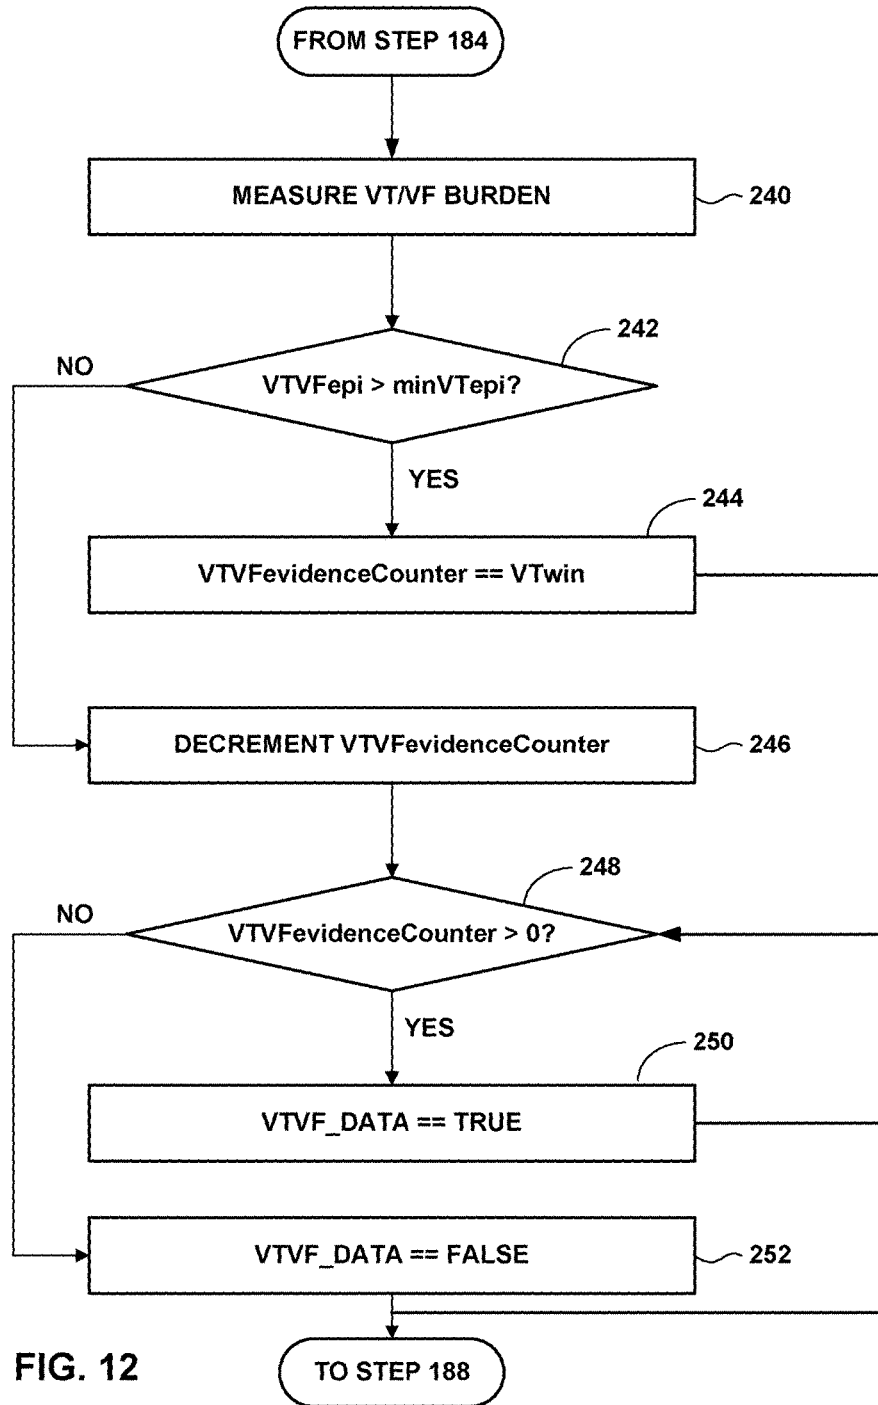 FROM STEP 184
MEASURE VT/VF BURDEN
240
242
NO
VTVFepi > minVTepi?
YES
244
VTVFevidenceCounter == VTwin
DECREMENT VTVFevidenceCounter
246
248
NO
VTVFevidenceCounter > 0?
YES
250
VTVF_DATA == TRUE
VTVF_DATA == FALSE
252
FIG. 12
TO STEP 188